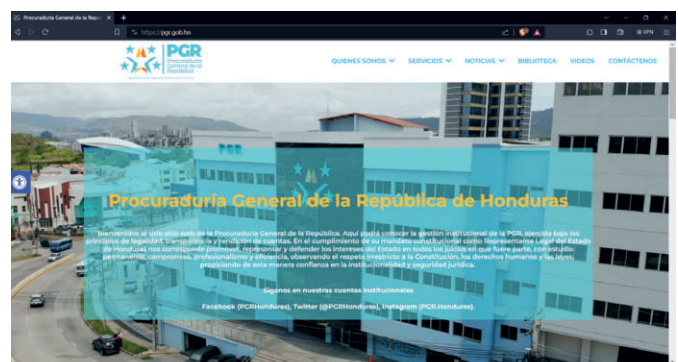 Procuraduría General de la Repú
https://pgr.gob.hn
VPN
PGR
Procuraduría
General de la
República
QUIENES SOMOS SERVICIOS NOTICIAS BIBLIOTECA VIDEOS CONTÁCTENOS
PGR
Procuraduría General de la República de Honduras
Bienvenidos al sitio web de la Procuraduría General de la República. Aquí podrá conocer la gestión institucional de la PGR, ejercida bajo los
principios de legalidad, transparencia y rendición de cuentas. En el cumplimiento de su mandato constitucional como Representante Legal del Estado
de Honduras nos corresponde promover, representar y defender los intereses del Estado en todos los juicios en que fuere parte, con estudio
permanente, compromiso, profesionalismo y eficiencia, observando el respeto irrestricto a la Constitución, los derechos humanos y las leyes,
propiciando de esta manera confianza en la institucionalidad y seguridad jurídica.
Síganos en nuestras cuentas institucionales
Facebook (PGRHonduras), Twitter (@PGRHonduras), Instagram (PGR.Honduras).